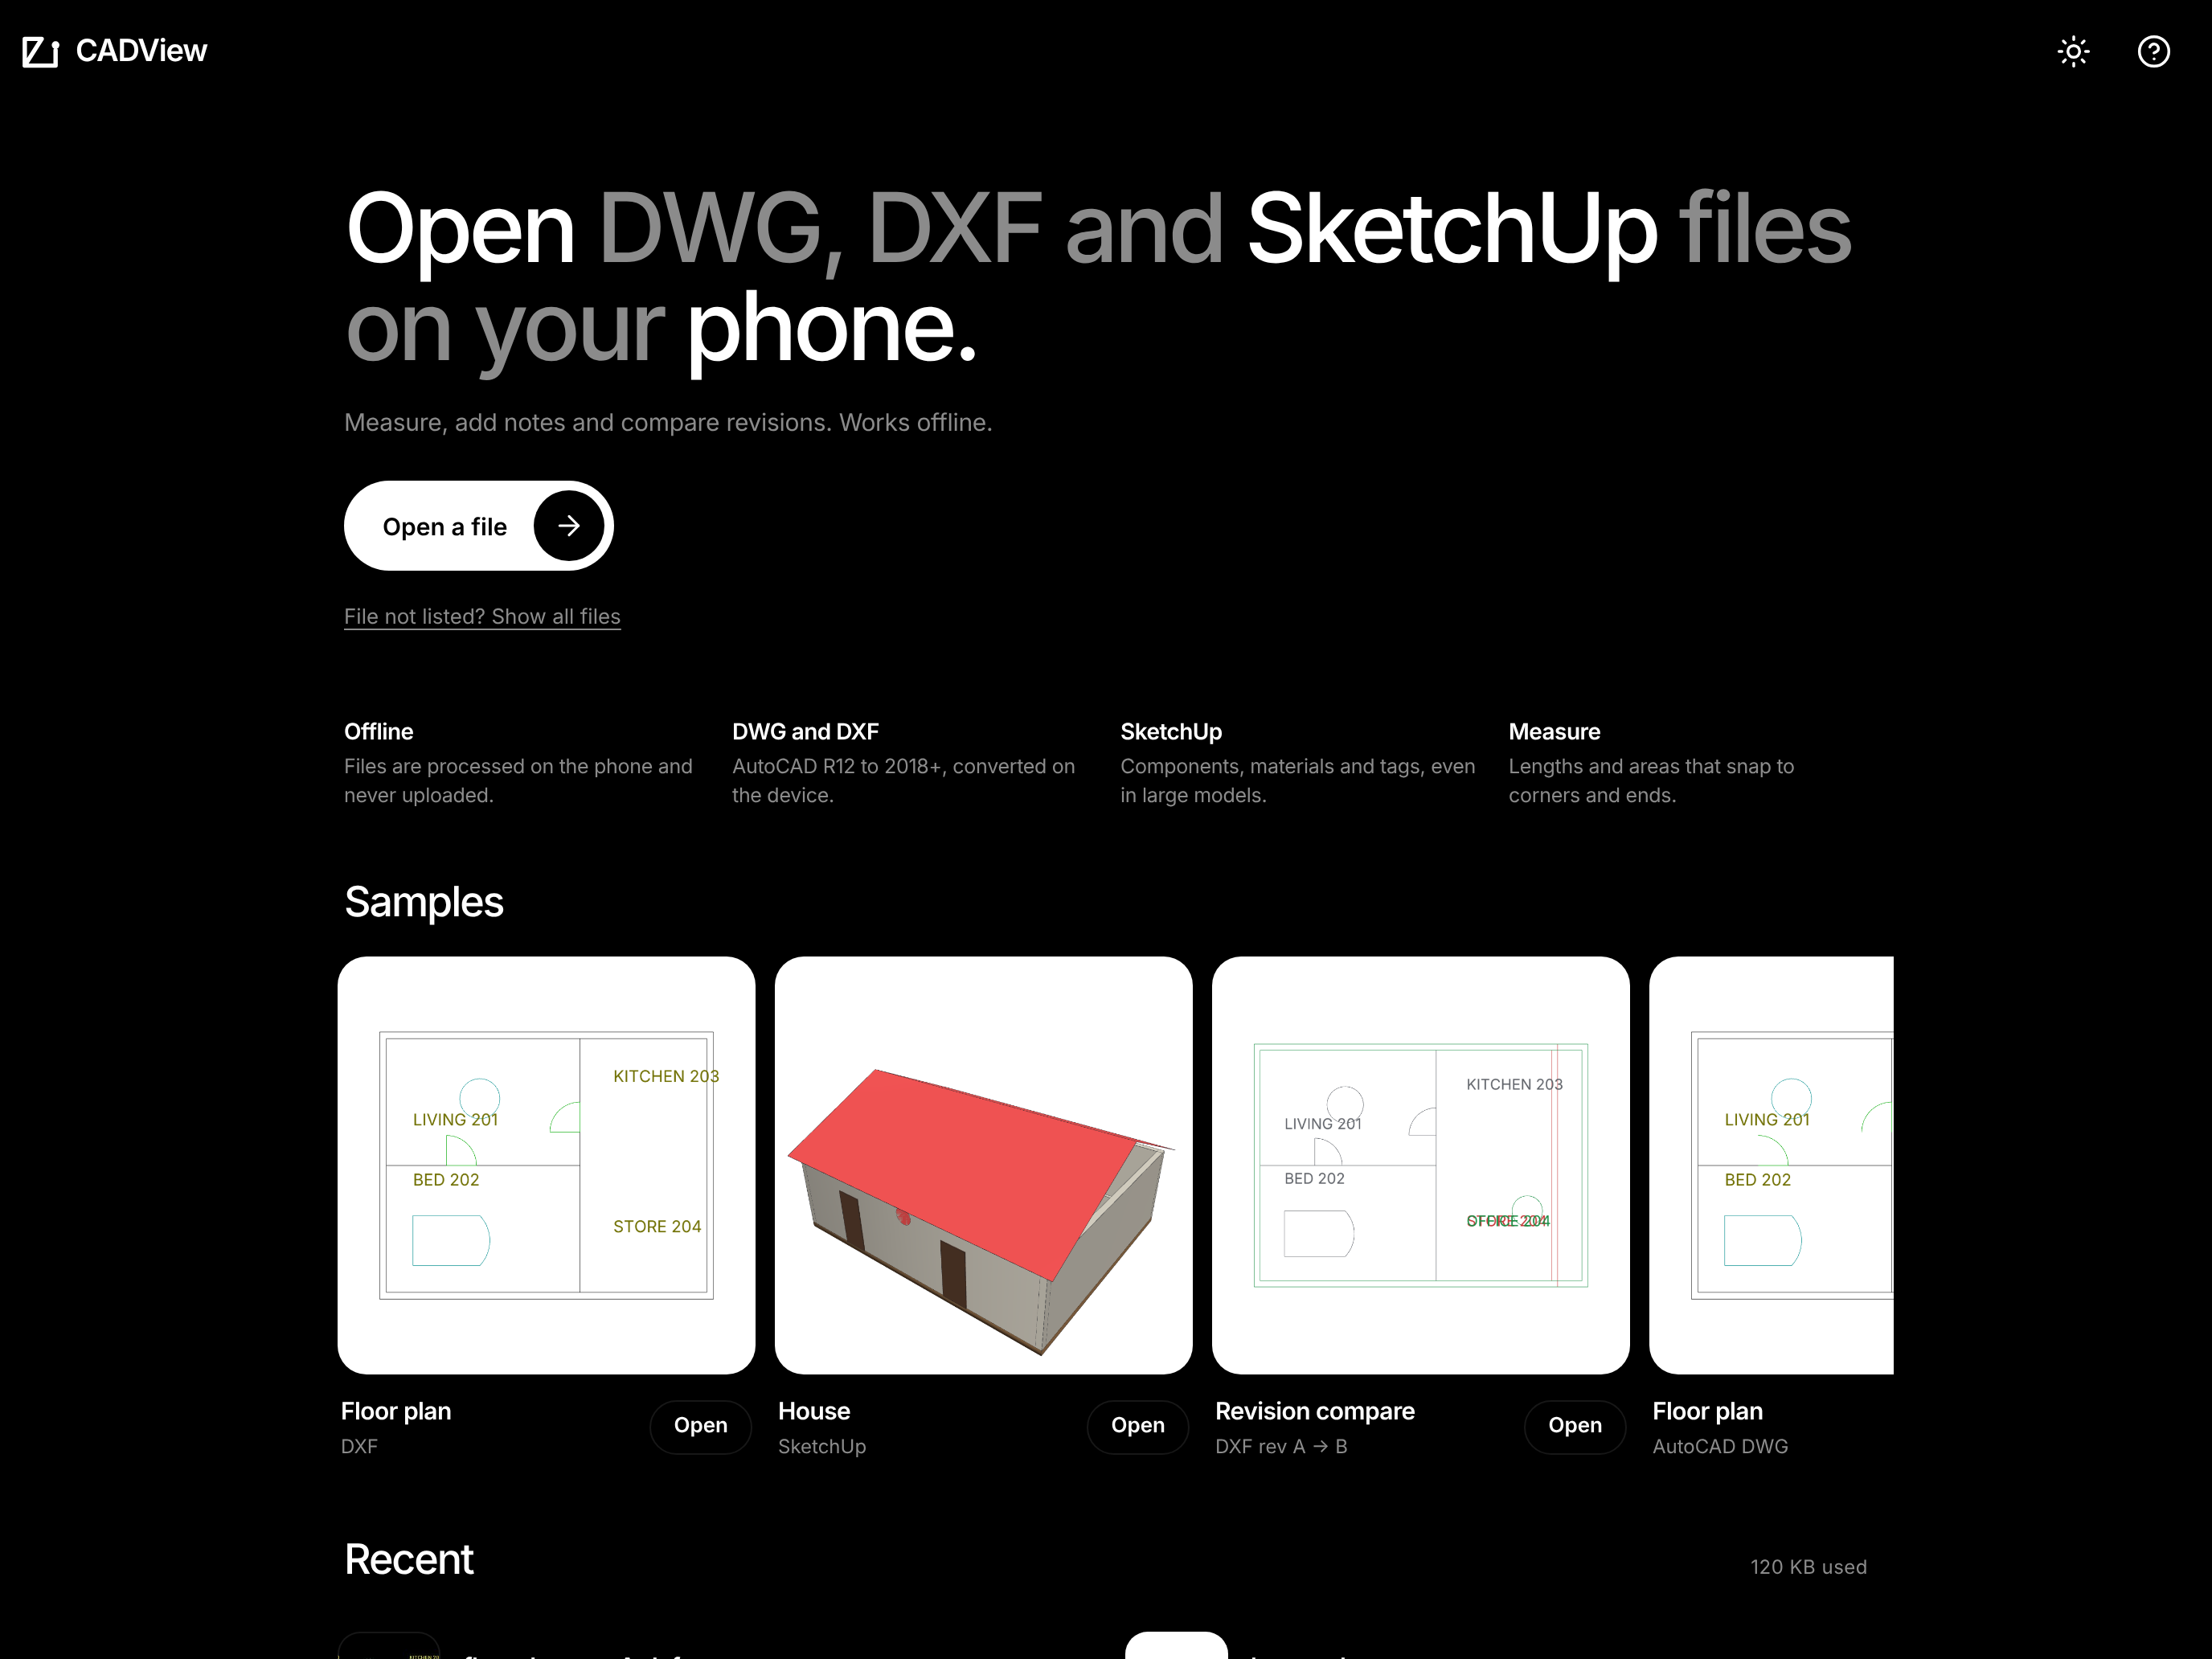 CADView
Open DWG, DXF and SketchUp files
on your phone.
Measure, add notes and compare revisions. Works offline.
Open a file
File not listed? Show all files
Offline
Files are processed on the phone and
never uploaded.
DWG and DXF
AutoCAD R12 to 2018+, converted on
the device.
SketchUp
Components, materials and tags, even
in large models.
Measure
Lengths and areas that snap to
corners and ends.
Samples
KITCHEN 203
LIVING 201
BED 202
STORE 204
KITCHEN 203
LIVING 201
BED 202
LIVING 201
BED 202
Floor plan
DXF
Open
House
SketchUp
Open
Revision compare
DXF rev A → B
Open
Floor plan
AutoCAD DWG
Recent
120 KB used